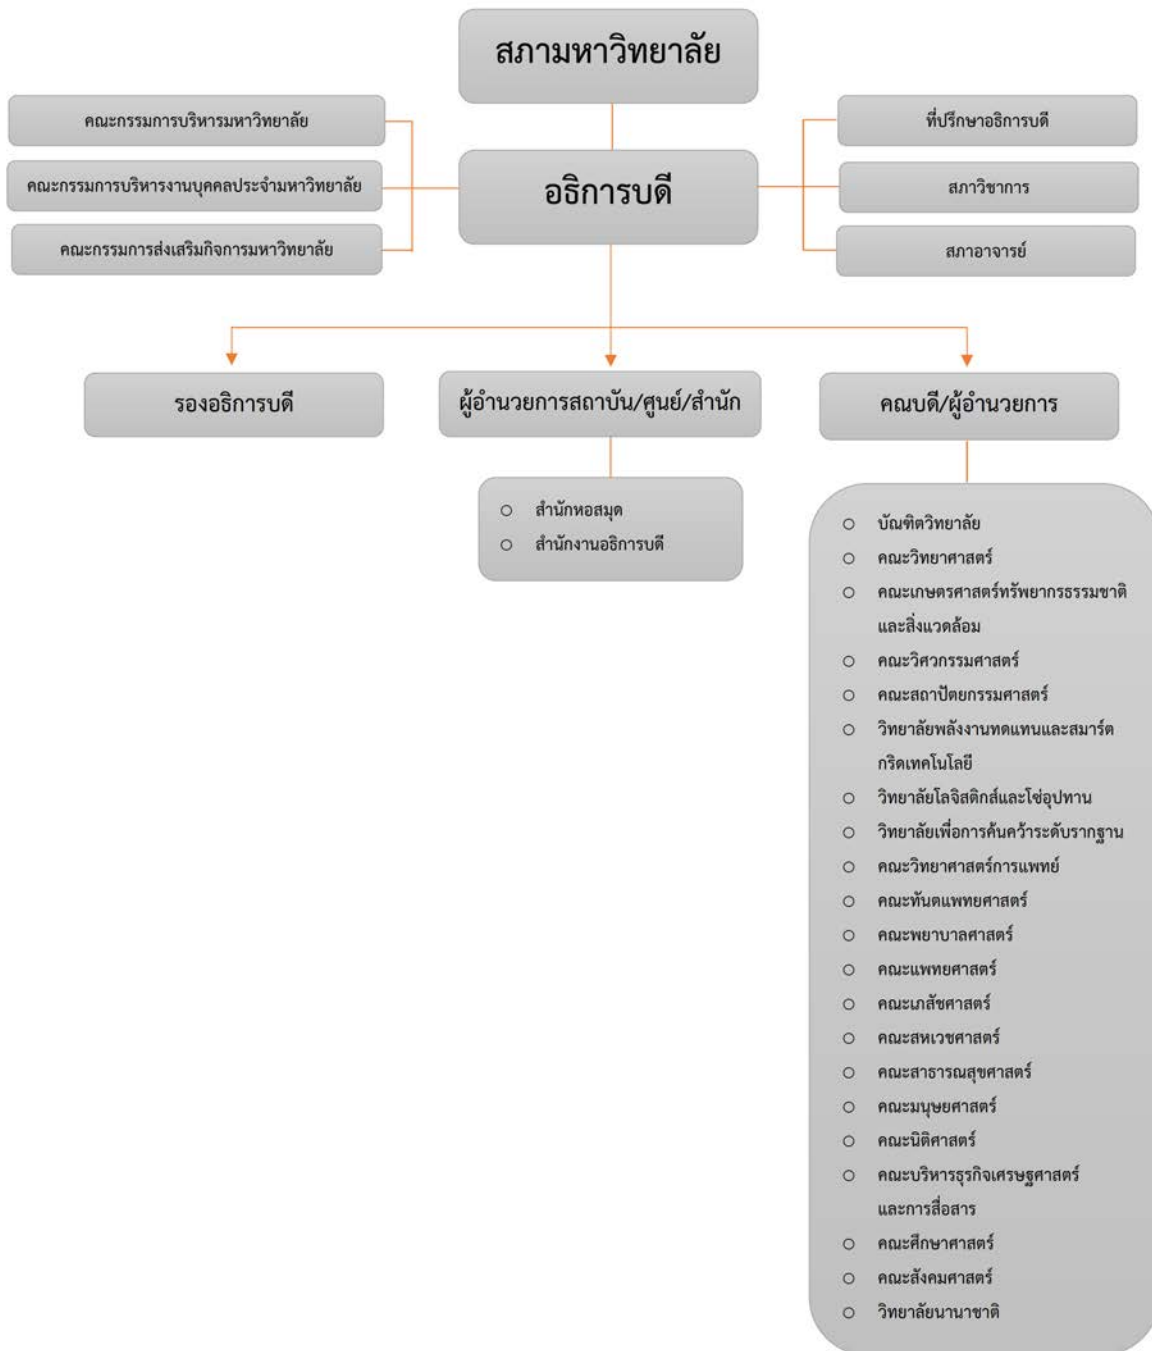 สภามหาวิทยาลัย
คณะกรรมการบริหารมหาวิทยาลัย
ที่ปรึกษาอธิการบดี
คณะกรรมการบริหารงานบุคคลประจำมหาวิทยาลัย
อธิการบดี
สภาวิชาการ
คณะกรรมการส่งเสริมกิจการมหาวิทยาลัย
สภาอาจารย์
รองอธิการบดี
ผู้อำนวยการสถาบัน/ศูนย์/สำนัก
คณบดี/ผู้อำนวยการ
สำนักหอสมุด
สำนักงานอธิการบดี
บัณฑิตวิทยาลัย
คณะวิทยาศาสตร์
คณะเกษตรศาสตร์ทรัพยากรธรรมชาติ
และสิ่งแวดล้อม
คณะวิศวกรรมศาสตร์
คณะสถาปัตยกรรมศาสตร์
วิทยาลัยพลังงานทดแทนและสมาร์ต
กริดเทคโนโลยี
วิทยาลัยโลจิสติกส์และโซ่อุปทาน
วิทยาลัยเพื่อการค้นคว้าระดับรากฐาน
คณะวิทยาศาสตร์การแพทย์
คณะทันตแพทยศาสตร์
คณะพยาบาลศาสตร์
คณะแพทยศาสตร์
คณะเภสัชศาสตร์
คณะสหเวชศาสตร์
คณะสาธารณสุขศาสตร์
คณะมนุษยศาสตร์
คณะนิติศาสตร์
คณะบริหารธุรกิจเศรษฐศาสตร์
และการสื่อสาร
คณะศึกษาศาสตร์
คณะสังคมศาสตร์
วิทยาลัยนานาชาติ